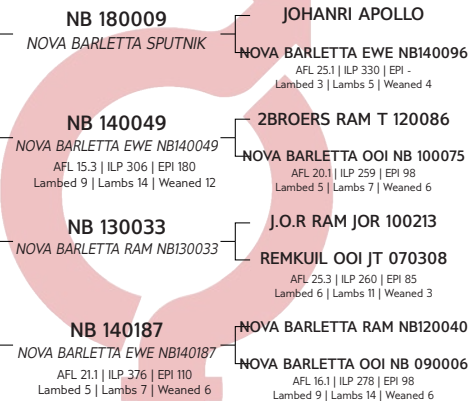 NB 180009
NOVA BARLETTA SPUTNIK
JOHANRI APOLLO
NOVA BARLETTA EWE NB140096
AFL 25.1 | ILP 330 | EPI -
Lambed 3 | Lambs 5 | Weaned 4
NB 140049
NOVA BARLETTA EWE NB140049
AFL 15.3 | ILP 306 | EPI 180
Lambed 9 | Lambs 14 | Weaned 12
2BROERS RAM T 120086
NOVA BARLETTA OOI NB 100075
AFL 20.1 | ILP 259 | EPI 98
Lambed 5 | Lambs 7 | Weaned 6
NB 130033
NOVA BARLETTA RAM NB130033
J.O.R RAM JOR 100213
REMKUIL OOI JT 070308
AFL 25.3 | ILP 260 | EPI 85
Lambed 6 | Lambs 11 | Weaned 3
NB 140187
NOVA BARLETTA EWE NB140187
AFL 21.1 | ILP 376 | EPI 110
Lambed 5 | Lambs 7 | Weaned 6
NOVA BARLETTA RAM NB120040
NOVA BARLETTA OOI NB 090006
AFL 16.1 | ILP 278 | EPI 98
Lambed 9 | Lambs 14 | Weaned 6